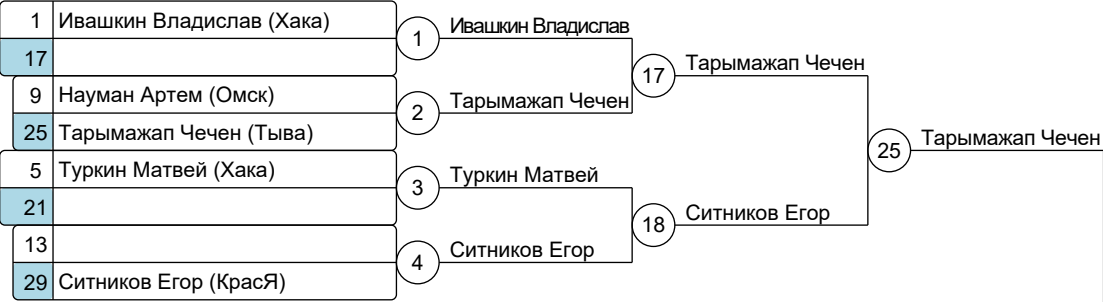 1 Ивашкин Владислав (Хака)
17
9 Науман Артем (Омск)
25 Тарымажап Чечен (Тыва)
5 Туркин Матвей (Хака)
21
13
29 Ситников Егор (КрасЯ)
1 Ивашкин Владислав
2 Тарымажап Чечен
3 Туркин Матвей
4 Ситников Егор
17 Тарымажап Чечен
18 Ситников Егор
25 Тарымажап Чечен